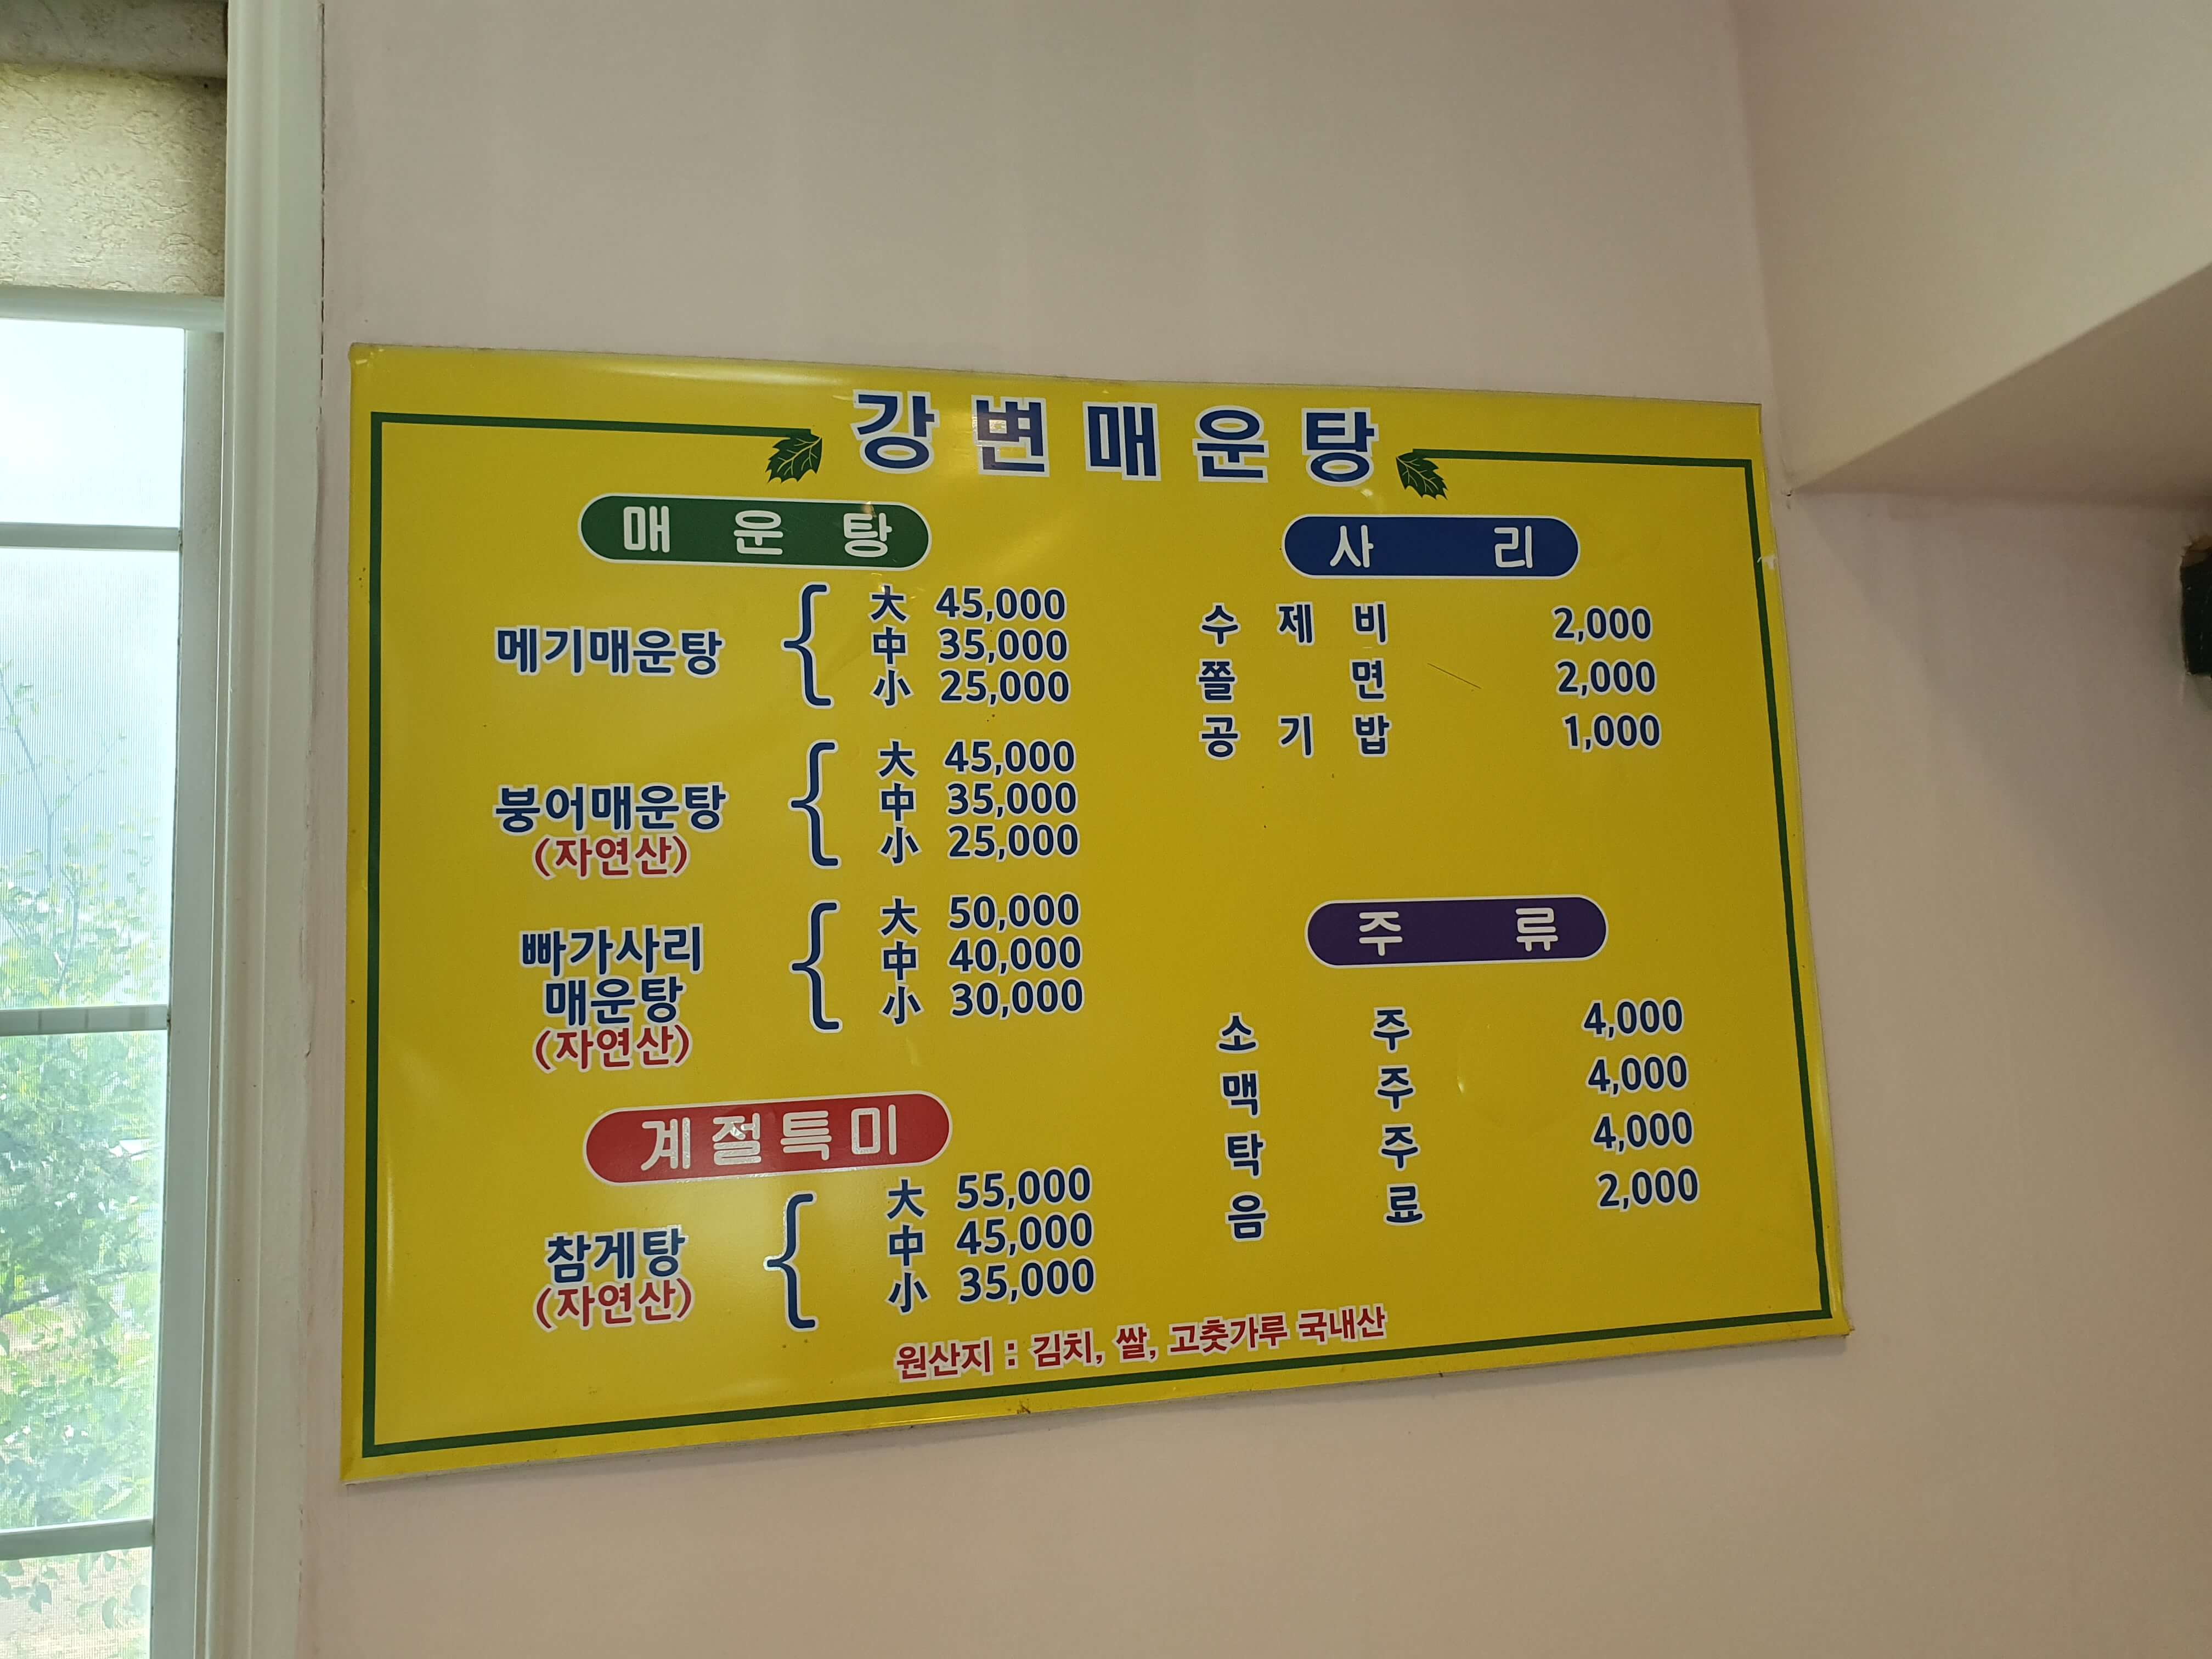 강변매운탕
매운탕
메기매운탕
大 45,000
中 35,000
小 25,000
붕어매운탕
(자연산)
大 45,000
中 35,000
小 25,000
빠가사리
매운탕
(자연산)
大 50,000
中 40,000
小 30,000
계절특미
참게탕
(자연산)
大 55,000
中 45,000
小 35,000
사리
수제비 2,000
쫄면 2,000
공기밥 1,000
주류
소주 4,000
맥주 4,000
탁주 4,000
음료 2,000
원산지 : 김치, 쌀, 고춧가루 국내산